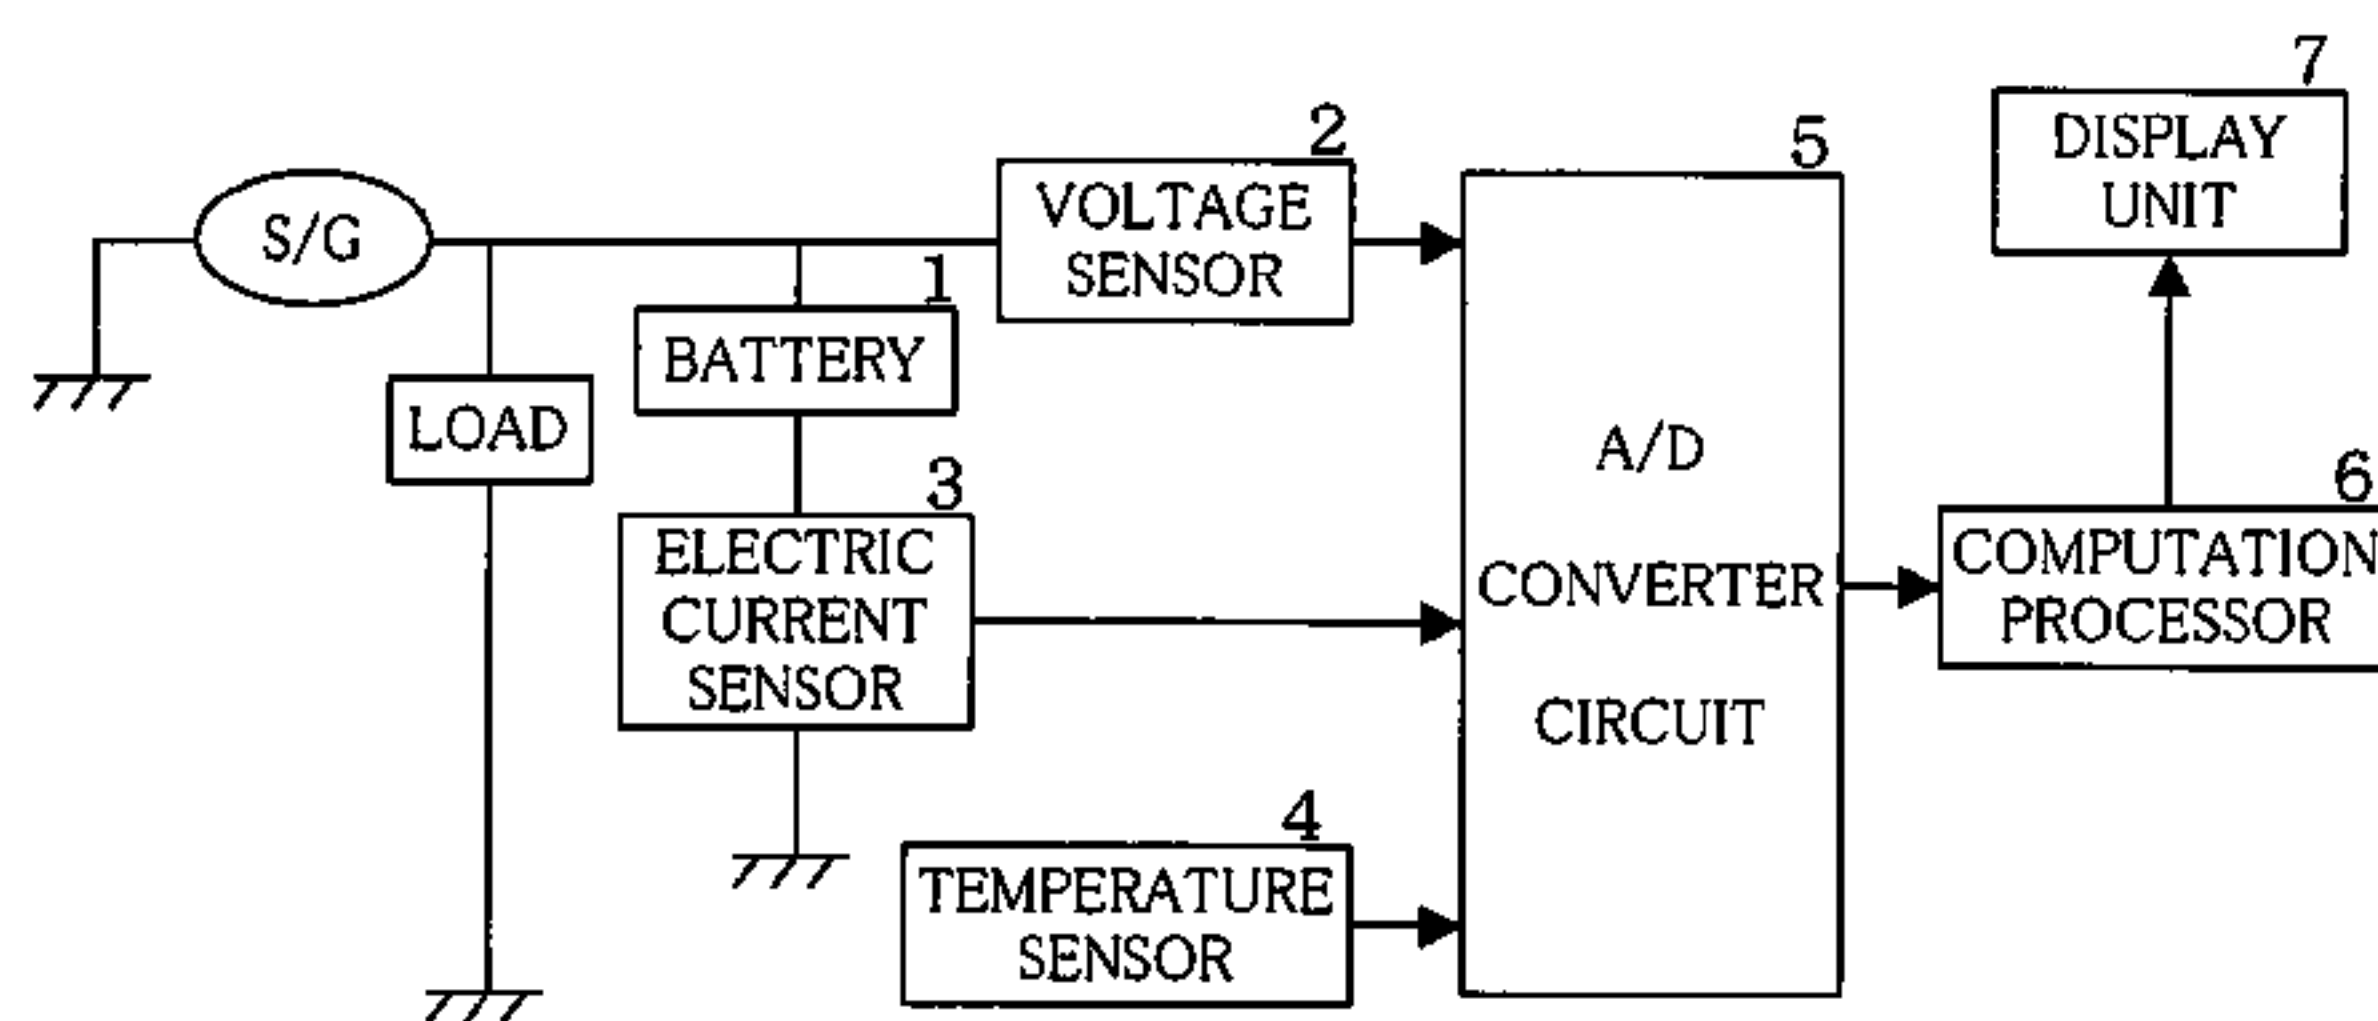 7
DISPLAY
UNIT
2
VOLTAGE
SENSOR
5
S/G
1
BATTERY
LOAD
3
ELECTRIC
CURRENT
SENSOR
A/D
CONVERTER
CIRCUIT
6
COMPUTATION
PROCESSOR
4
TEMPERATURE
SENSOR